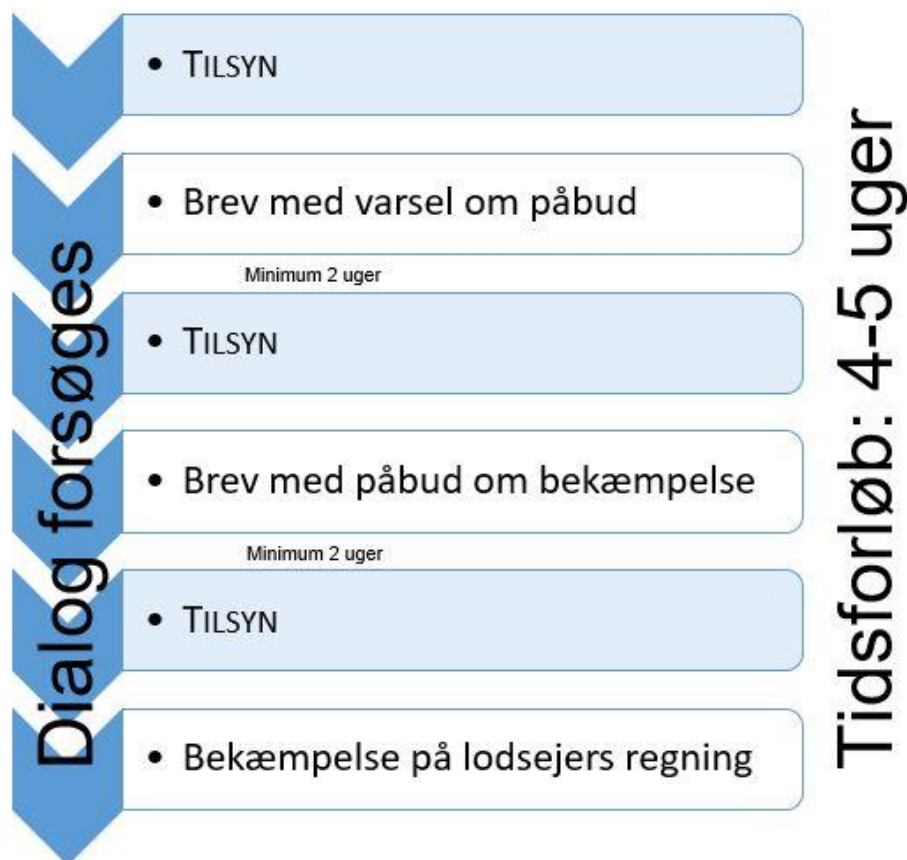 • TILSYN
• Brev med varsel om påbud
Minimum 2 uger
• TILSYN
• Brev med påbud om bekæmpelse
Minimum 2 uger
• TILSYN
• Bekæmpelse på lodsejers regning
Dialog forsøges
Tidsforløb: 4-5 uger